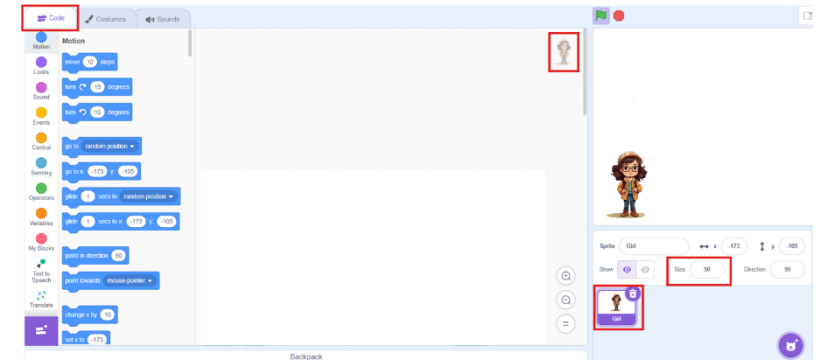 Code Costumes Sounds
Motion
Looks
Sound
Events
Control
Sensing
Operators
Variables
My Blocks
Text to
Speech
Translate
Motion
move 10 steps
turn 15 degrees
turn 15 degrees
go to random position
go to x: -173 y: -105
glide 1 secs to random position
glide 1 secs to x: -173 y: -105
point in direction 90
point towards mouse-pointer
change x by 10
set x to -173
Backpack
Sprite Girl x -173 y -105
Show Size 50 Direction 90
Girl